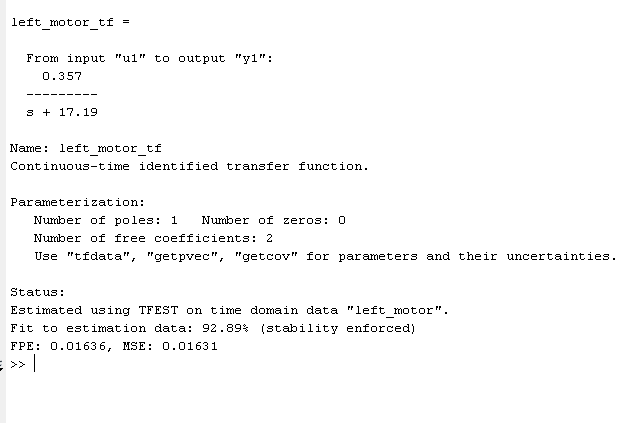 left_motor_tf =
From input "u1" to output "y1":
0.357
---------
s + 17.19
Name: left_motor_tf
Continuous-time identified transfer function.
Parameterization:
Number of poles: 1   Number of zeros: 0
Number of free coefficients: 2
Use "tfdata", "getpvec", "getcov" for parameters and their uncertainties.
Status:
Estimated using TFEST on time domain data "left_motor".
Fit to estimation data: 92.89% (stability enforced)
FPE: 0.01636, MSE: 0.01631
>>